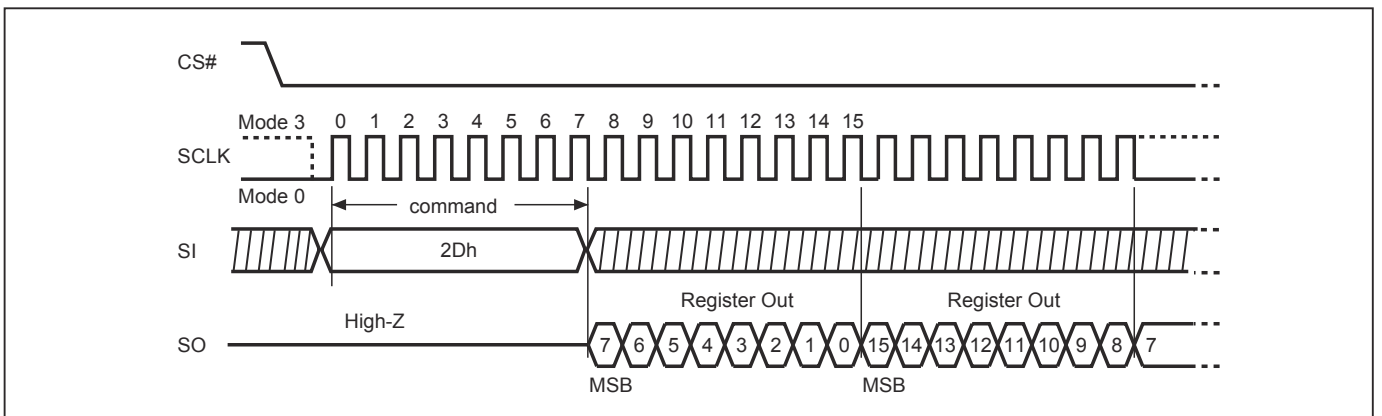 CS#
Mode 3 0 1 2 3 4 5 6 7 8 9 10 11 12 13 14 15
SCLK
Mode 0
command
SI 2Dh
Register Out Register Out
High-Z
SO 7 6 5 4 3 2 1 0 15 14 13 12 11 10 9 8 7
MSB MSB